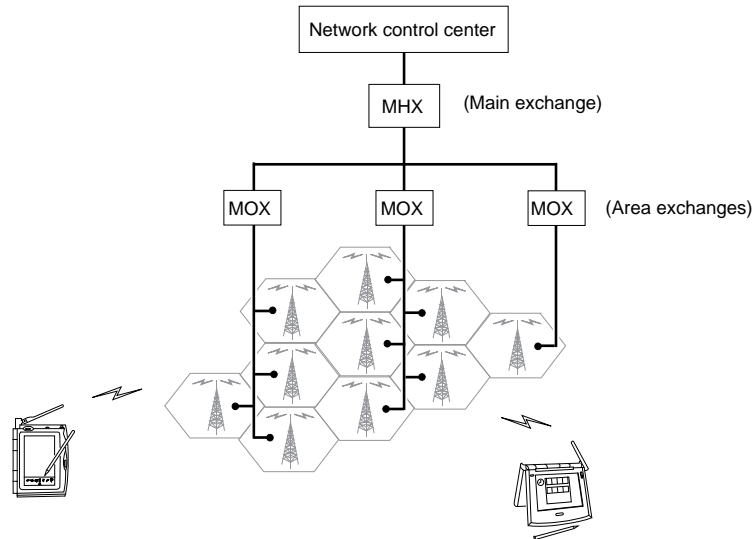 Network control center
MHX (Main exchange)
MOX MOX MOX (Area exchanges)